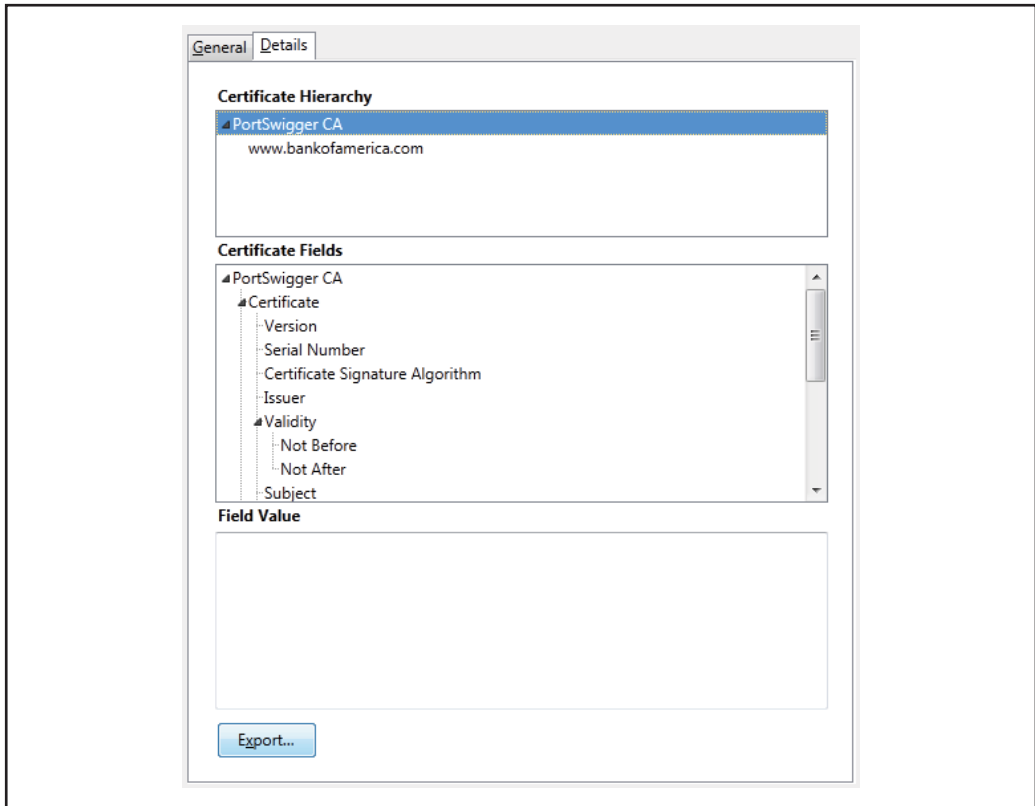 General Details
Certificate Hierarchy
PortSwigger CA
www.bankofamerica.com
Certificate Fields
PortSwigger CA
Certificate
Version
Serial Number
Certificate Signature Algorithm
Issuer
Validity
Not Before
Not After
Subject
Field Value
Export...